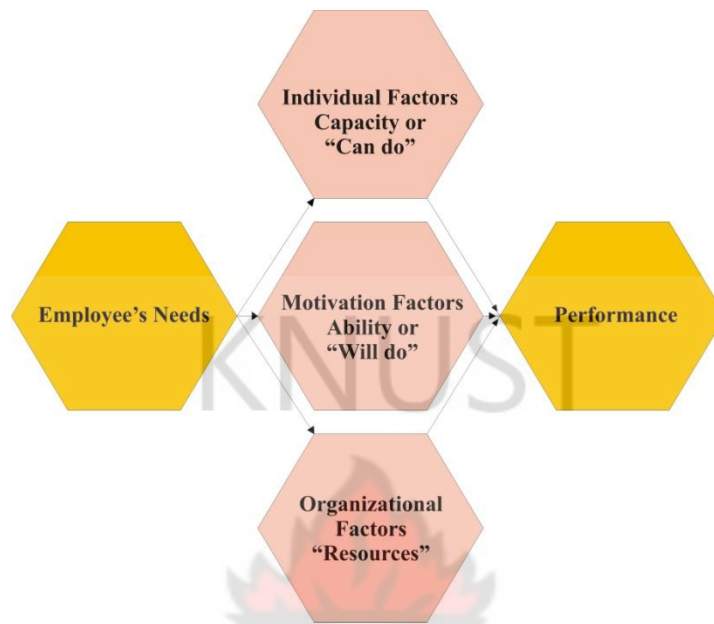 Individual Factors
Capacity or
“Can do”
Employee’s Needs
Motivation Factors
Ability or
“Will do”
Performance
KNUST
Organizational
Factors
“Resources”